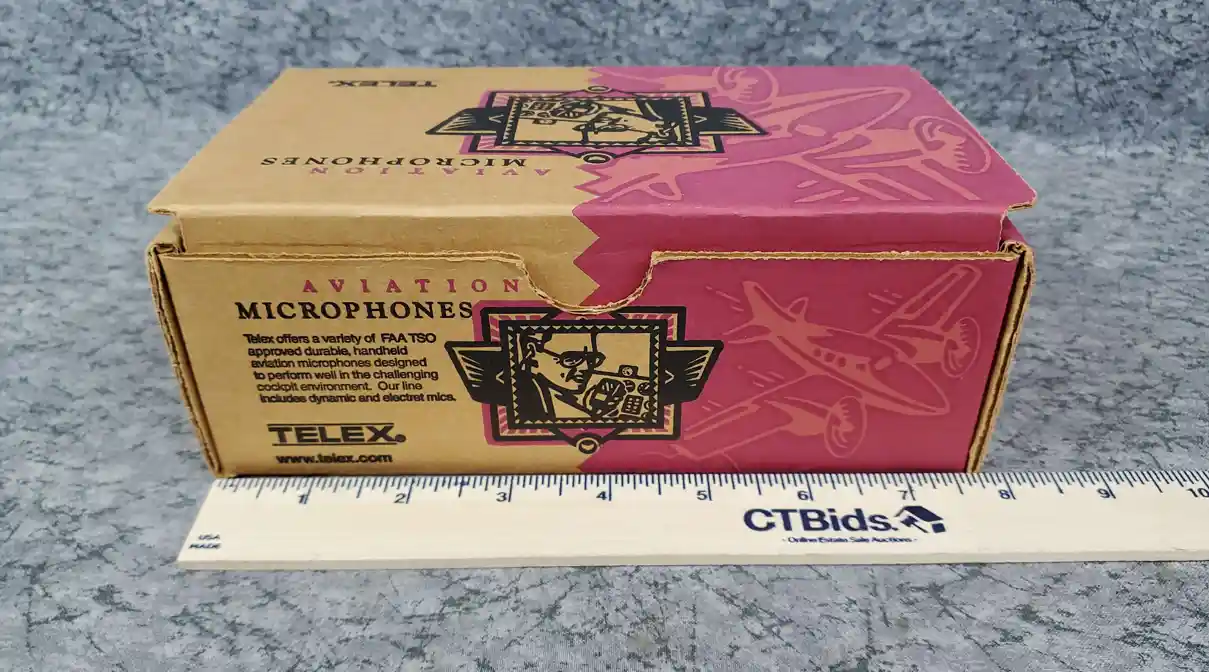 TELEX.
MICROPHONES
AVIATION
AVIATION
MICROPHONES
Telex offers a variety of FAA TSO
approved durable, handheld
aviation microphones designed
to perform well in the challenging
cockpit environment. Our line
includes dynamic and electret mics.
TELEX.
www.telex.com
1 2 3 4 5 6 7 8 9 10
CTBids.
- Online Estate Sale Auctions -
USA
MADE